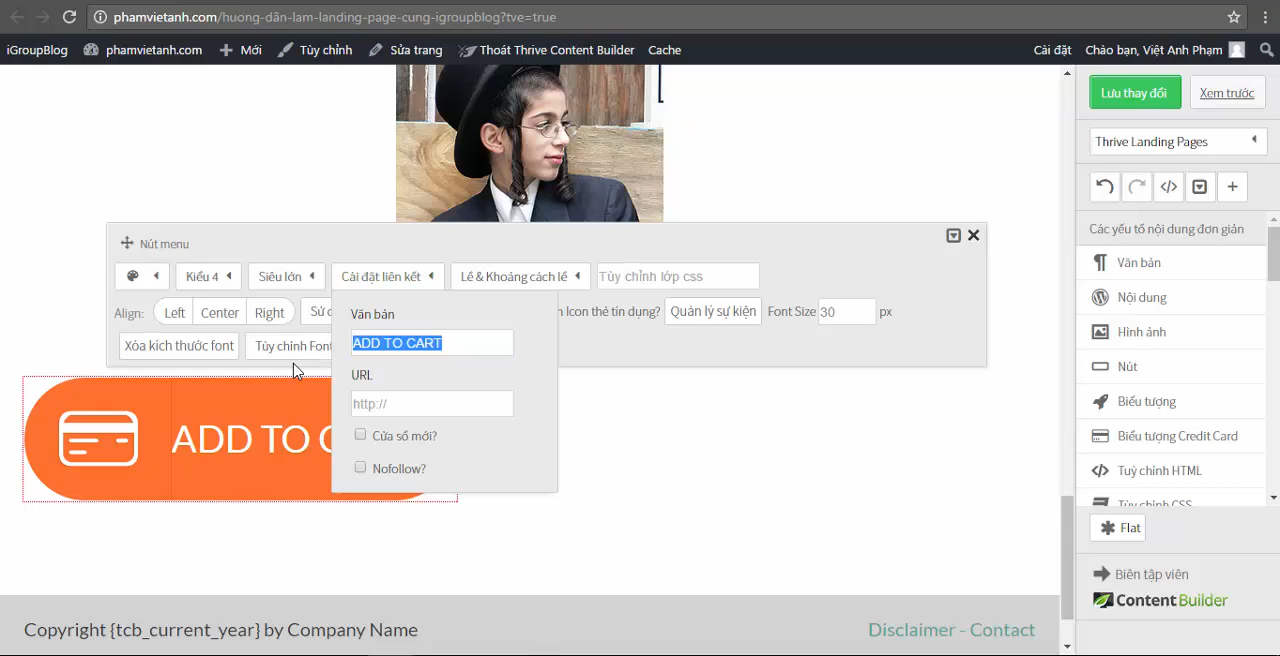 phamvietanh.com/huong-dẫn-lam-landing-page-cung-igroupblog?tve=true
iGroupBlog phamvietanh.com Mới Tùy chỉnh Sửa trang Thoát Thrive Content Builder Cache Cài đặt Chào bạn, Việt Anh Phạm
Lưu thay đổi Xem trước
Thrive Landing Pages
Các yếu tố nội dung đơn giản
Văn bản
Nội dung
Hình ảnh
Nút
Biểu tượng
Biểu tượng Credit Card
Tuỳ chỉnh HTML
Tùy chỉnh CSS
Flat
Biên tập viên
Content Builder
Nút menu
Kiểu 4 Siêu lớn Cài đặt liên kết Lề & Khoảng cách lề Tùy chỉnh lớp css
Align: Left Center Right Icon thẻ tín dụng? Quản lý sự kiện Font Size 30 px
Xóa kích thước font Tùy chỉnh Font
Văn bản
ADD TO CART
URL
http://
Cửa sổ mới?
Nofollow?
ADD TO
Copyright {tcb_current_year} by Company Name Disclaimer - Contact